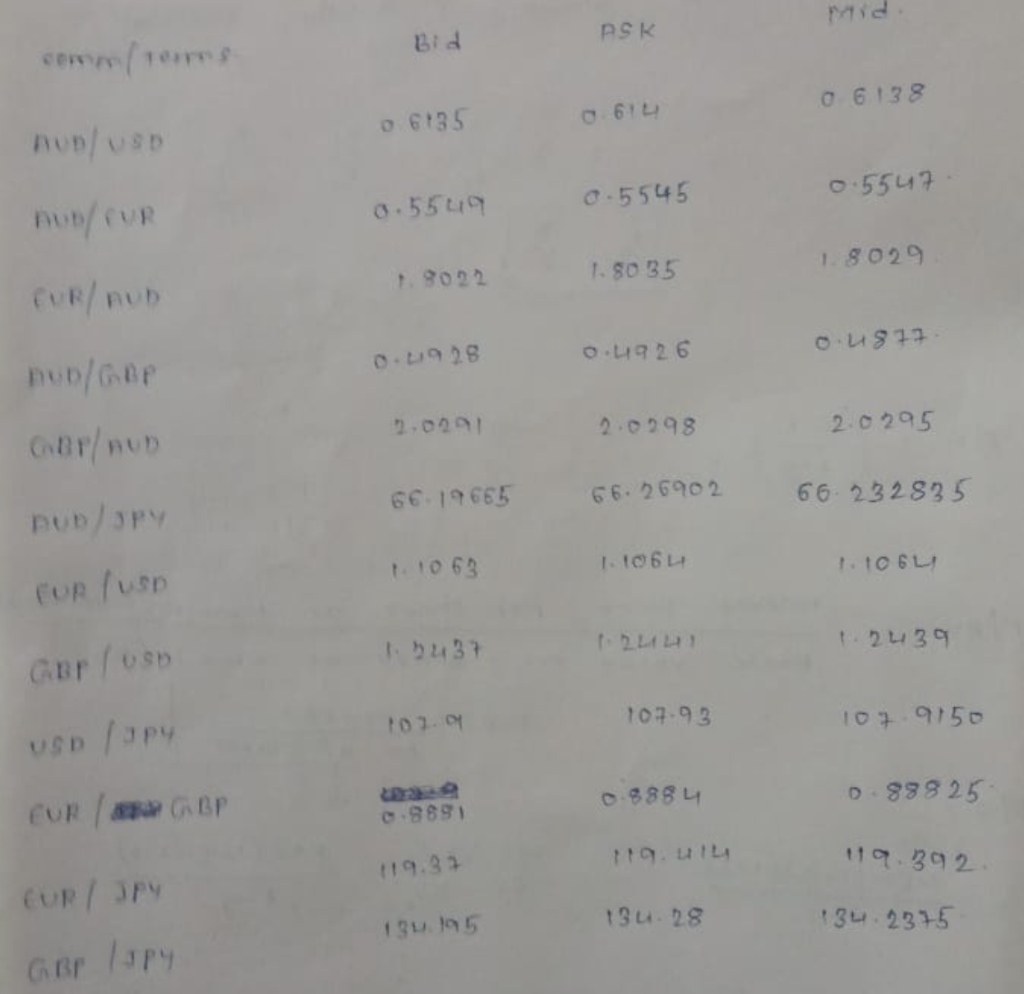 comm/terms Bid ASK Mid.
AUD/USD 0.6135 0.614 0.6138
AUD/EUR 0.5549 0.5545 0.5547
EUR/AUD 1.8022 1.8035 1.8029
AUD/GBP 0.4928 0.4926 0.4877
GBP/AUD 2.0291 2.0298 2.0295
AUD/JPY 66.19665 66.26902 66.232835
EUR/USD 1.1063 1.1064 1.1064
GBP/USD 1.2437 1.2441 1.2439
USD/JPY 107.9 107.93 107.9150
EUR/GBP 0.8881 0.8884 0.88825
EUR/JPY 119.37 119.414 119.392.
GBP/JPY 134.195 134.28 134.2375